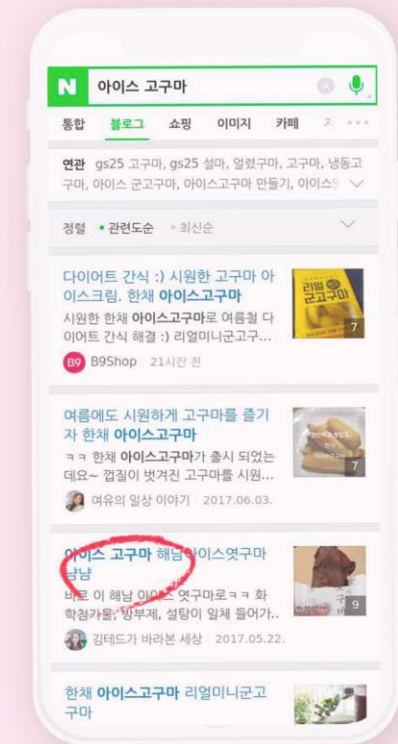 N 아이스 고구마
통합 블로그 쇼핑 이미지 카페
연관 gs25 고구마, gs25 설마, 얼렸구마, 고구마, 냉동고
구마, 아이스 군고구마, 아이스고구마 만들기, 아이스
정렬 관련도순 최신순
다이어트 간식 :) 시원한 고구마 아
이스크림. 한채 아이스고구마
시원한 한채 아이스고구마로 여름철 다
이어트 간식 해결 :) 리얼미니군고구...
B9 B9Shop 21시간 전
리얼
군고구마
7
여름에도 시원하게 고구마를 즐기
자 한채 아이스고구마
ㅋㅋ 한채 아이스고구마가 출시 되었는
데요~ 껍질이 벗겨진 고구마를 시원...
여유의 일상 이야기 2017.06.03.
7
아이스 고구마 해남아이스엿구마
냠냠
바로 이 해남 아이스 엿구마로ㅋㅋ 화
학첨가물, 방부제, 설탕이 일체 들어가..
김테드가 바라본 세상 2017.05.22.
9
한채 아이스고구마 리얼미니군고
구마